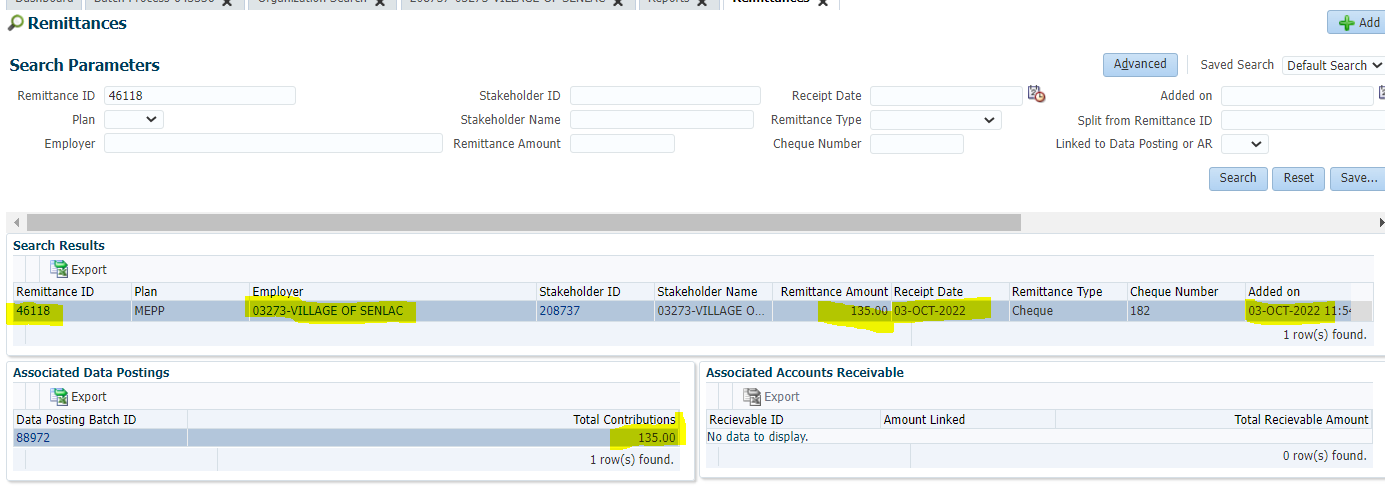 Remittances
Add
Search Parameters
Advanced Saved Search Default Search
Remittance ID 46118 Stakeholder ID Receipt Date Added on
Plan Stakeholder Name Remittance Type Split from Remittance ID
Employer Remittance Amount Cheque Number Linked to Data Posting or AR
Search Reset Save...
Search Results
Export
Remittance ID Plan Employer Stakeholder ID Stakeholder Name Remittance Amount Receipt Date Remittance Type Cheque Number Added on
46118 MEPP 03273-VILLAGE OF SENLAC 208737 03273-VILLAGE O... 135.00 03-OCT-2022 Cheque 182 03-OCT-2022 11:54
1 row(s) found.
Associated Data Postings Associated Accounts Receivable
Export Export
Data Posting Batch ID Total Contributions Recievable ID Amount Linked Total Recievable Amount
88972 135.00 No data to display.
1 row(s) found. 0 row(s) found.